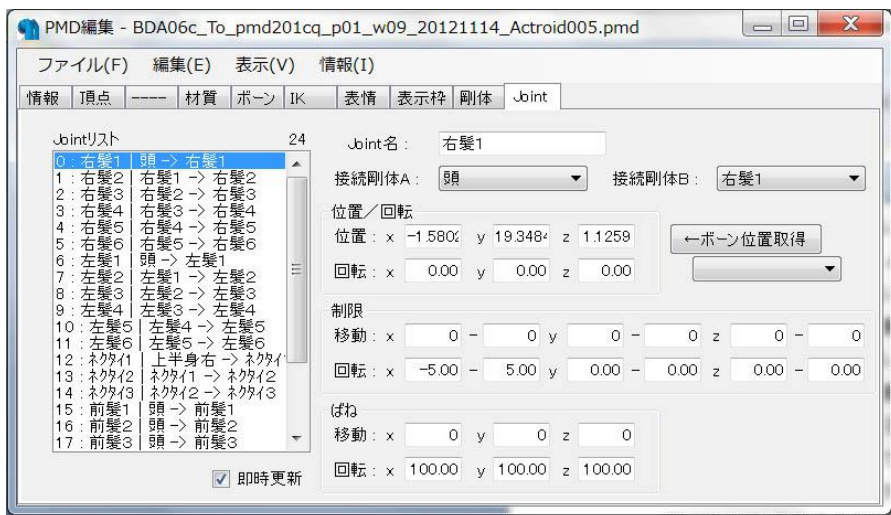 PMD編集 - BDA06c_To_pmd201cq_p01_w09_20121114_Actroid005.pmd
ファイル(F) 編集(E) 表示(V) 情報(I)
情報 頂点 ---- 材質 ボーン IK 表情 表示枠 剛体 Joint
Jointリスト 24
0 : 右髪1 | 頭 -> 右髪1
1 : 右髪2 | 右髪1 -> 右髪2
2 : 右髪3 | 右髪2 -> 右髪3
3 : 右髪4 | 右髪3 -> 右髪4
4 : 右髪5 | 右髪4 -> 右髪5
5 : 右髪6 | 右髪5 -> 右髪6
6 : 左髪1 | 頭 -> 左髪1
7 : 左髪2 | 左髪1 -> 左髪2
8 : 左髪3 | 左髪2 -> 左髪3
9 : 左髪4 | 左髪3 -> 左髪4
10 : 左髪5 | 左髪4 -> 左髪5
11 : 左髪6 | 左髪5 -> 左髪6
12 : ネクタイ1 | 上半身右 -> ネクタイ
13 : ネクタイ2 | ネクタイ1 -> ネクタイ2
14 : ネクタイ3 | ネクタイ2 -> ネクタイ3
15 : 前髪1 | 頭 -> 前髪1
16 : 前髪2 | 頭 -> 前髪2
17 : 前髪3 | 頭 -> 前髪3
即時更新
Joint名 : 右髪1
接続剛体A : 頭 接続剛体B : 右髪1
位置/回転
位置 : x -1.5802 y 19.3484 z 1.1259
回転 : x 0.00 y 0.00 z 0.00
←ボーン位置取得
制限
移動 : x 0 - 0 y 0 - 0 z 0 - 0
回転 : x -5.00 - 5.00 y 0.00 - 0.00 z 0.00 - 0.00
ばね
移動 : x 0 y 0 z 0
回転 : x 100.00 y 100.00 z 100.00